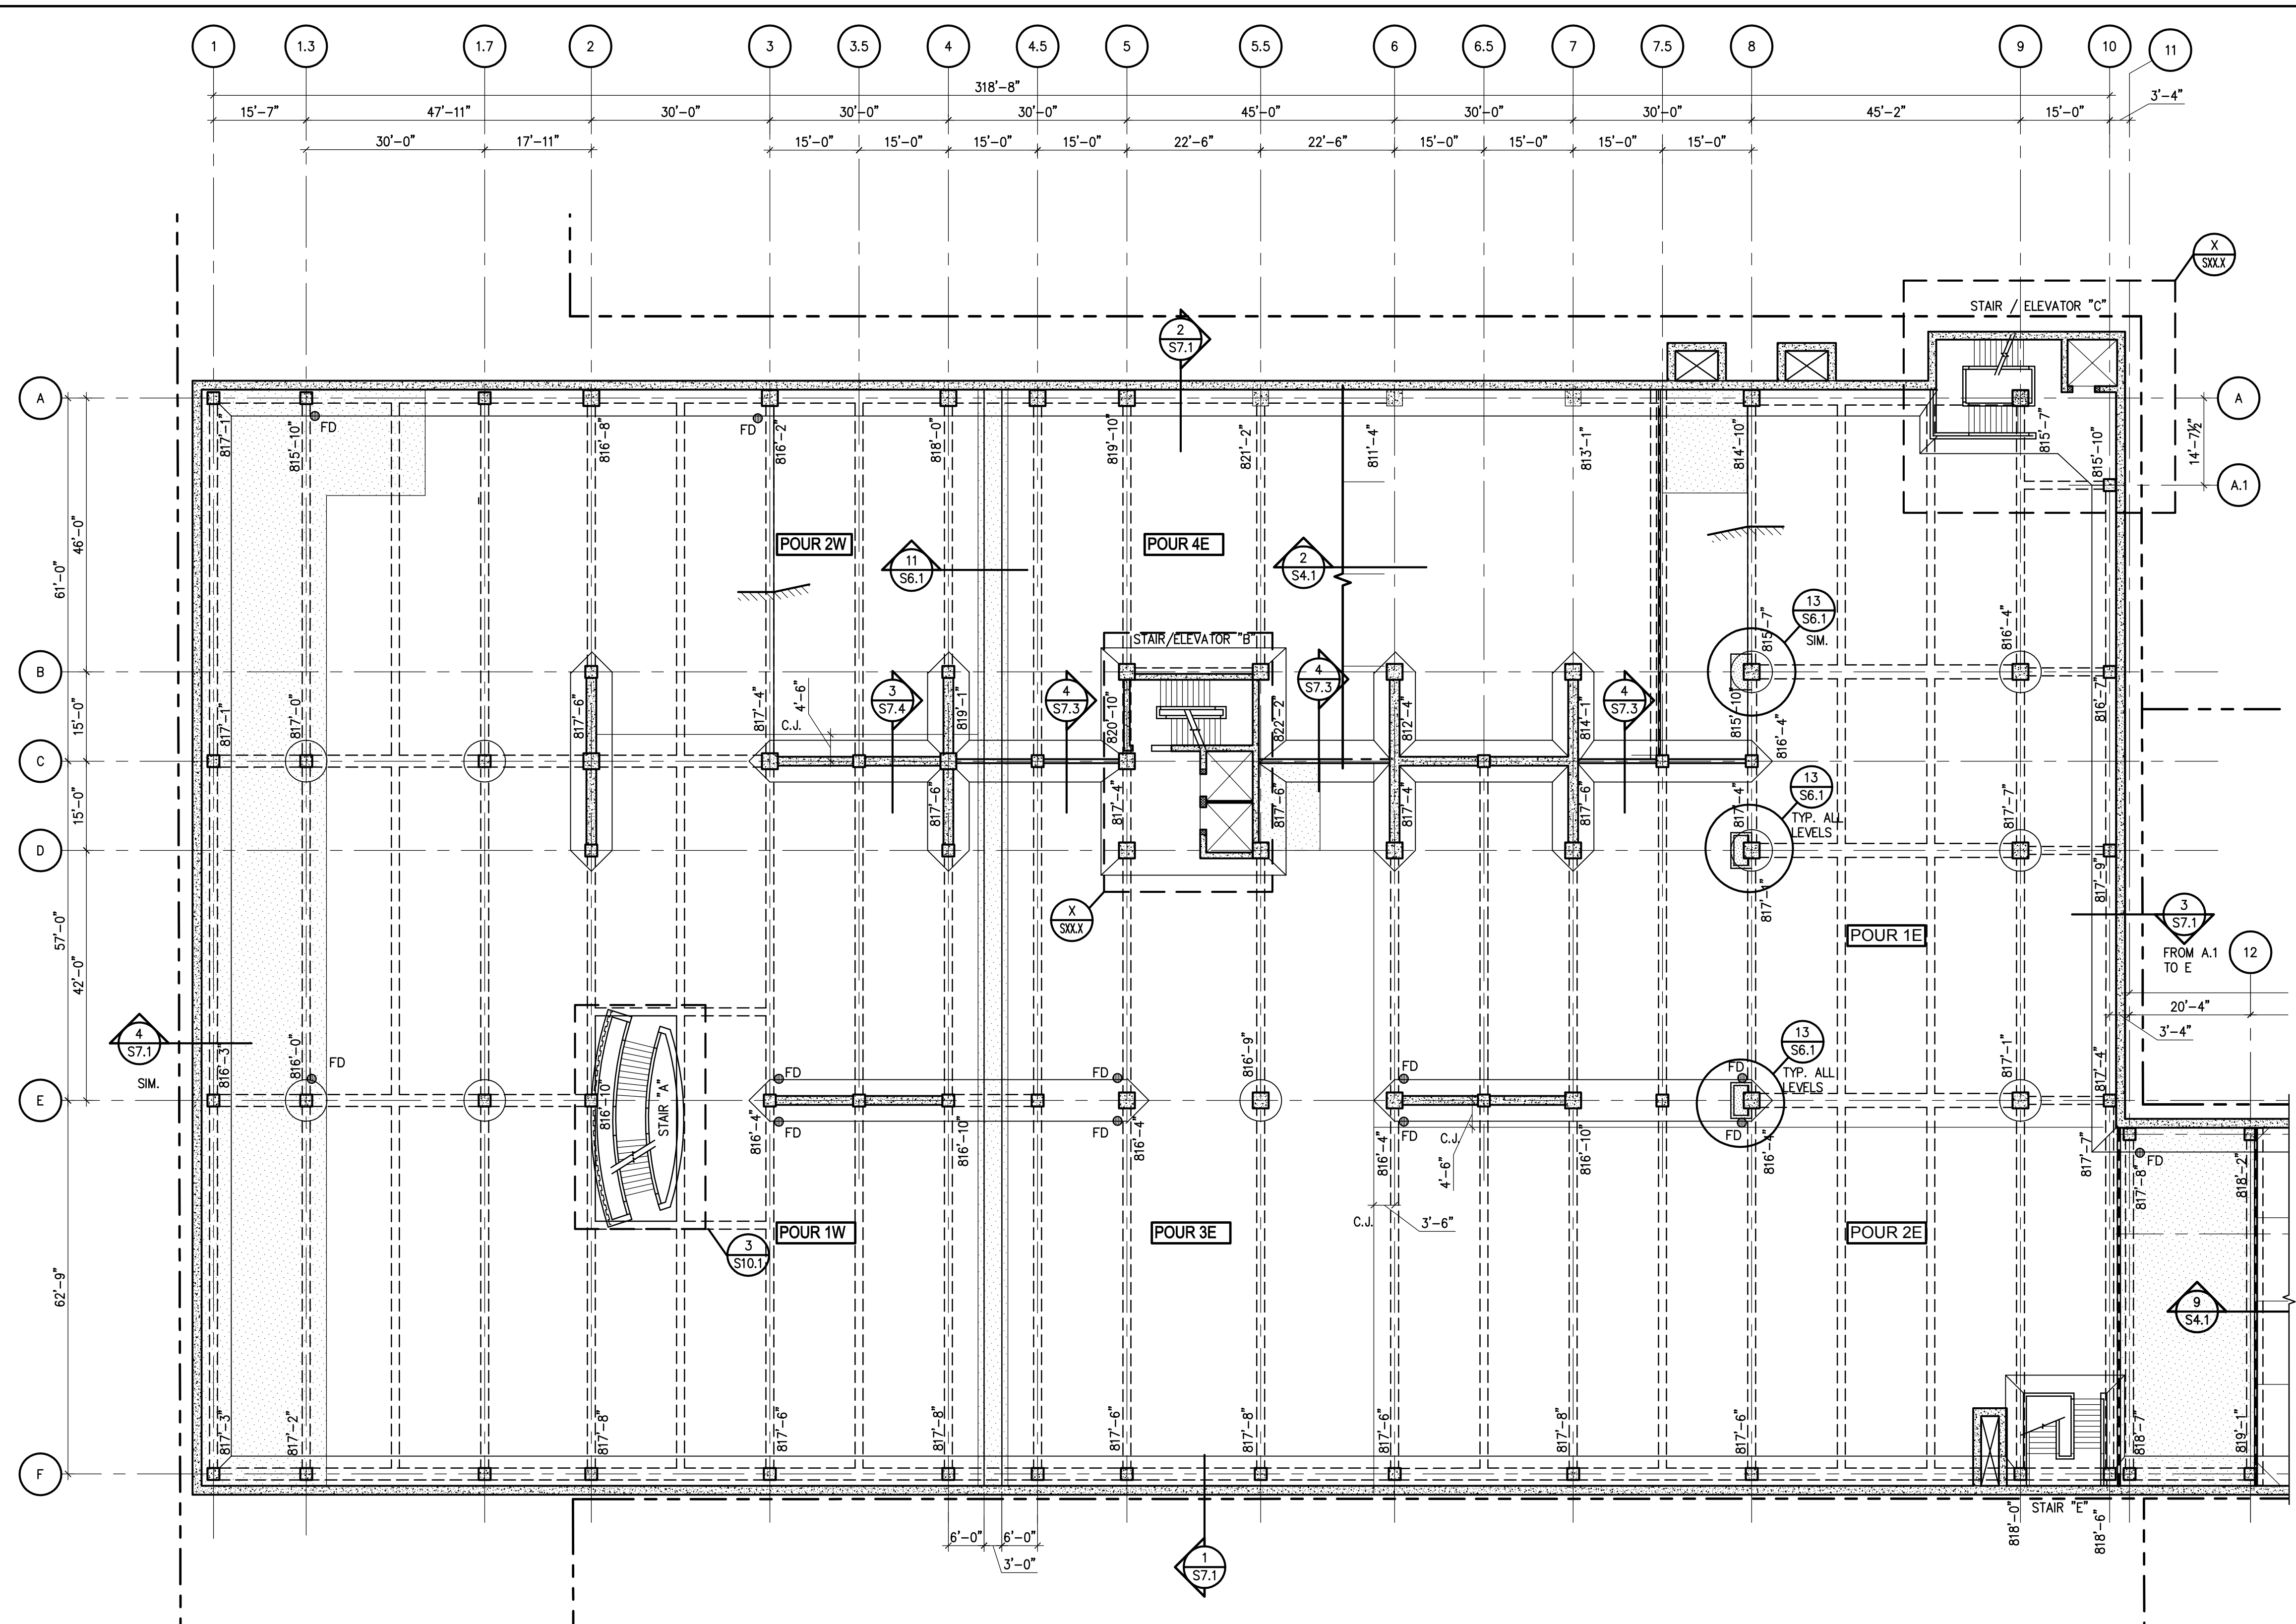 1 1.3 1.7 2 3 3.5 4 4.5 5 5.5 6 6.5 7 7.5 8 9 10 11
318'-8"
3'-4"
15'-7" 47'-11" 30'-0" 30'-0" 30'-0" 45'-0" 30'-0" 30'-0" 45'-2" 15'-0"
30'-0" 17'-11" 15'-0" 15'-0" 15'-0" 15'-0" 22'-6" 22'-6" 15'-0" 15'-0" 15'-0" 15'-0"
X
SXX.X
STAIR / ELEVATOR "C"
2
S7.1
A
A
FD
FD
817'-1" 815'-10" 816'-8" 816'-2" 818'-0" 819'-10" 821'-2" 811'-4" 813'-1" 814'-10" 815'-7" 815'-10"
14'-7½"
A.1
46'-0"
61'-0"
POUR 2W
POUR 4E
11
S6.1
2
S4.1
13
S6.1
SIM.
815'-7"
816'-4"
STAIR/ELEVATOR "B"
B
3
S7.4
4
S7.3
4
S7.3
4
S7.3
817'-1" 817'-0" 817'-6" 817'-4" 4'-6" 819'-1" 820'-10" 822'-2" 812'-4" 814'-1" 815'-10" 816'-4" 816'-7"
15'-0"
C.J.
C
13
S6.1
TYP. ALL
LEVELS
817'-6" 817'-4" 817'-6" 817'-4" 817'-6" 817'-4" 817'-7"
15'-0"
D
817'-1" 817'-9"
X
SXX.X
POUR 1E
3
S7.1
FROM A.1
TO E
12
57'-0"
42'-0"
20'-4"
3'-4"
4
S7.1
SIM.
816'-3" 816'-0" FD
816'-9"
817'-1" 817'-4"
13
S6.1
TYP. ALL
LEVELS
FD FD FD FD
E
816'-10"
STAIR "A"
FD FD FD FD
816'-4" 816'-10" 816'-4" 816'-4" 816'-10" 816'-4" 817'-7"
C.J.
4'-6"
FD
817'-8" 818'-2"
C.J.
3'-6"
POUR 1W
POUR 3E
POUR 2E
3
S10.1
62'-9"
9
S4.1
817'-3" 817'-2" 817'-8" 817'-6" 817'-8" 817'-6" 817'-8" 817'-6" 817'-8" 817'-6" 818'-7" 819'-1"
F
STAIR "E"
818'-0" 818'-6"
6'-0" 6'-0"
3'-0"
1
S7.1